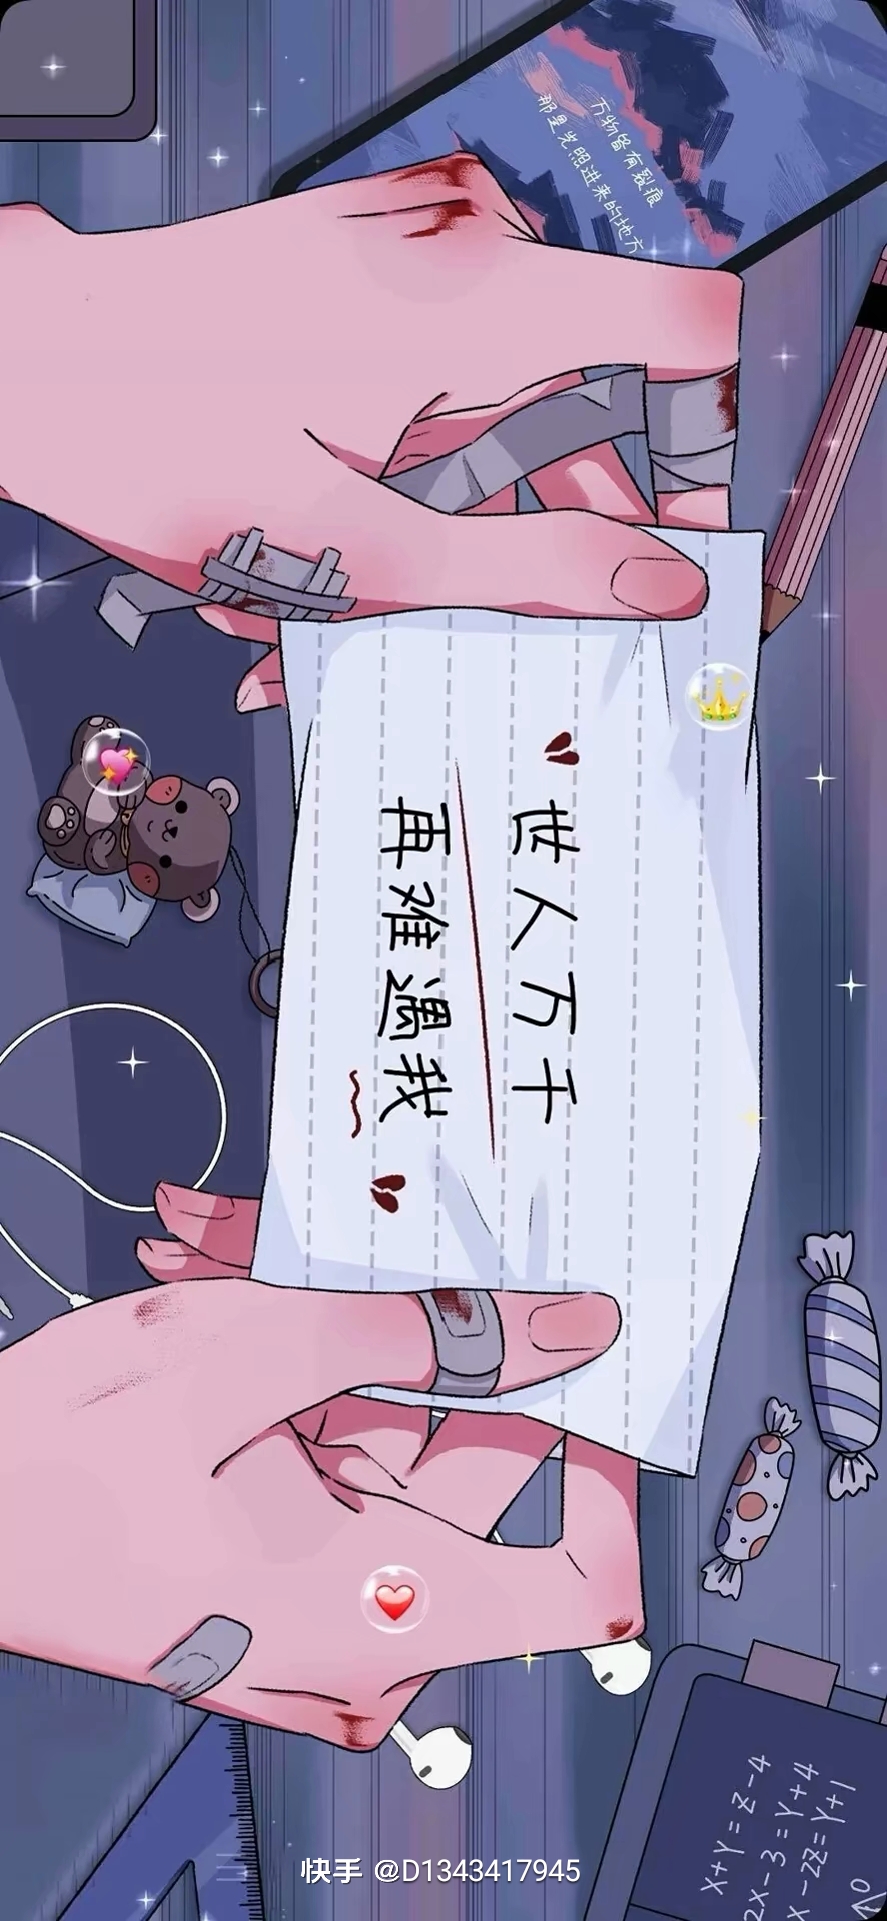 万物皆有裂痕
那是光照进来的地方
世人万千
再难遇我
X+Y=Z-4
2X-3=Y+4
X-2Z=Y+1
快手 @D1343417945